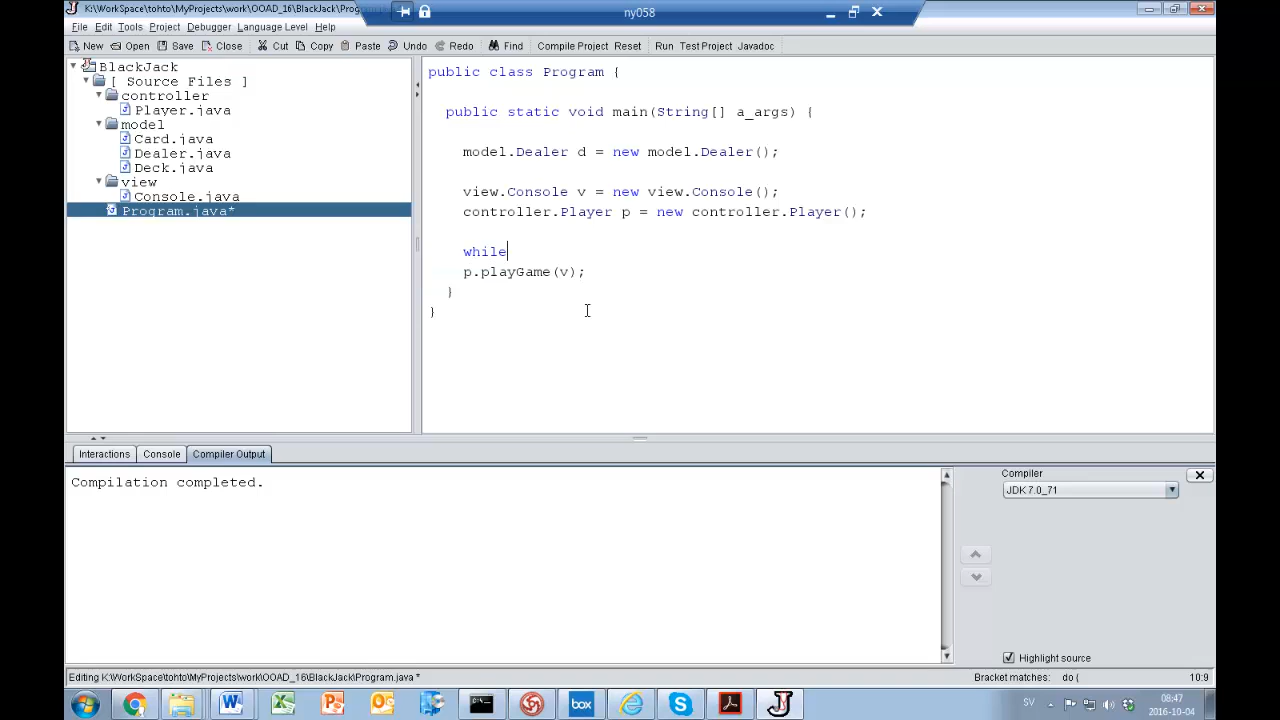 K:\WorkSpace\tohto\MyProjects\work\OOAD_16\BlackJack\Prog
ny058
File Edit Tools Project Debugger Language Level Help
New Open Save Close Cut Copy Paste Undo Redo Find Compile Project Reset Run Test Project Javadoc
BlackJack
[ Source Files ]
controller
Player.java
model
Card.java
Dealer.java
Deck.java
view
Console.java
Program.java*
public class Program {
public static void main(String[] a_args) {
model.Dealer d = new model.Dealer();
view.Console v = new view.Console();
controller.Player p = new controller.Player();
while
p.playGame(v);
}
}
Interactions Console Compiler Output
Compilation completed.
Compiler
JDK 7.0_71
Highlight source
Editing K:\WorkSpace\tohto\MyProjects\work\OOAD_16\BlackJack\Program.java *
Bracket matches: do (
10:9
box
SV
08:47
2016-10-04